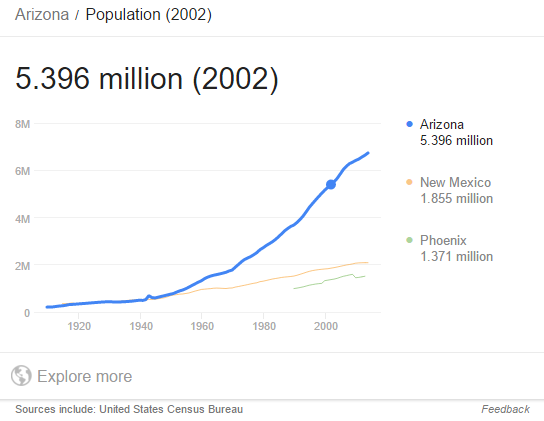 Arizona / Population (2002)
5.396 million (2002)
8M
6M
4M
2M
0
1920 1940 1960 1980 2000
Arizona
5.396 million
New Mexico
1.855 million
Phoenix
1.371 million
Explore more
Sources include: United States Census Bureau
Feedback